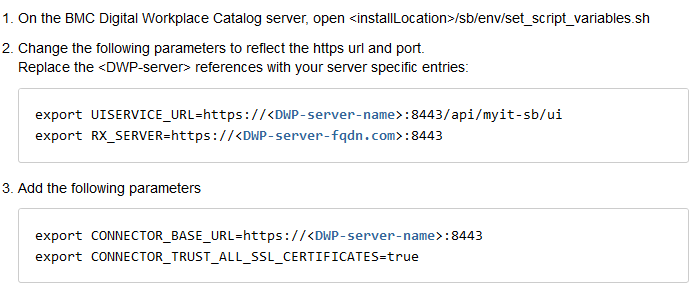 1. On the BMC Digital Workplace Catalog server, open <installLocation>/sb/env/set_script_variables.sh
2. Change the following parameters to reflect the https url and port.
Replace the <DWP-server> references with your server specific entries:
export UISERVICE_URL=https://<DWP-server-name>:8443/api/myit-sb/ui
export RX_SERVER=https://<DWP-server-fqdn.com>:8443
3. Add the following parameters
export CONNECTOR_BASE_URL=https://<DWP-server-name>:8443
export CONNECTOR_TRUST_ALL_SSL_CERTIFICATES=true